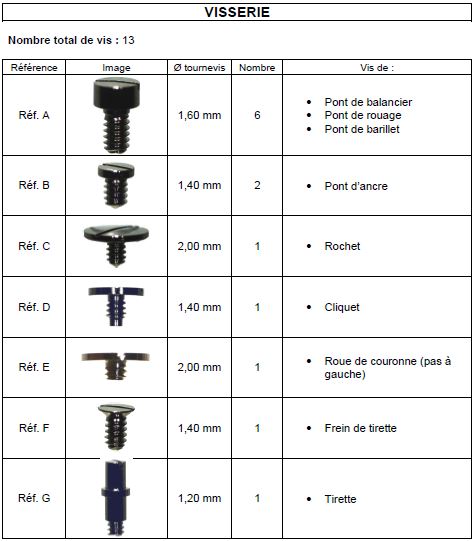 VISSERIE
Nombre total de vis : 13
Référence Image Ø tournevis Nombre Vis de :
Réf. A 1,60 mm 6
• Pont de balancier
• Pont de rouage
• Pont de barillet
Réf. B 1,40 mm 2 • Pont d'ancre
Réf. C 2,00 mm 1 • Rochet
Réf. D 1,40 mm 1 • Cliquet
Réf. E 2,00 mm 1 • Roue de couronne (pas à
gauche)
Réf. F 1,40 mm 1 • Frein de tirette
Réf. G 1,20 mm 1 • Tirette